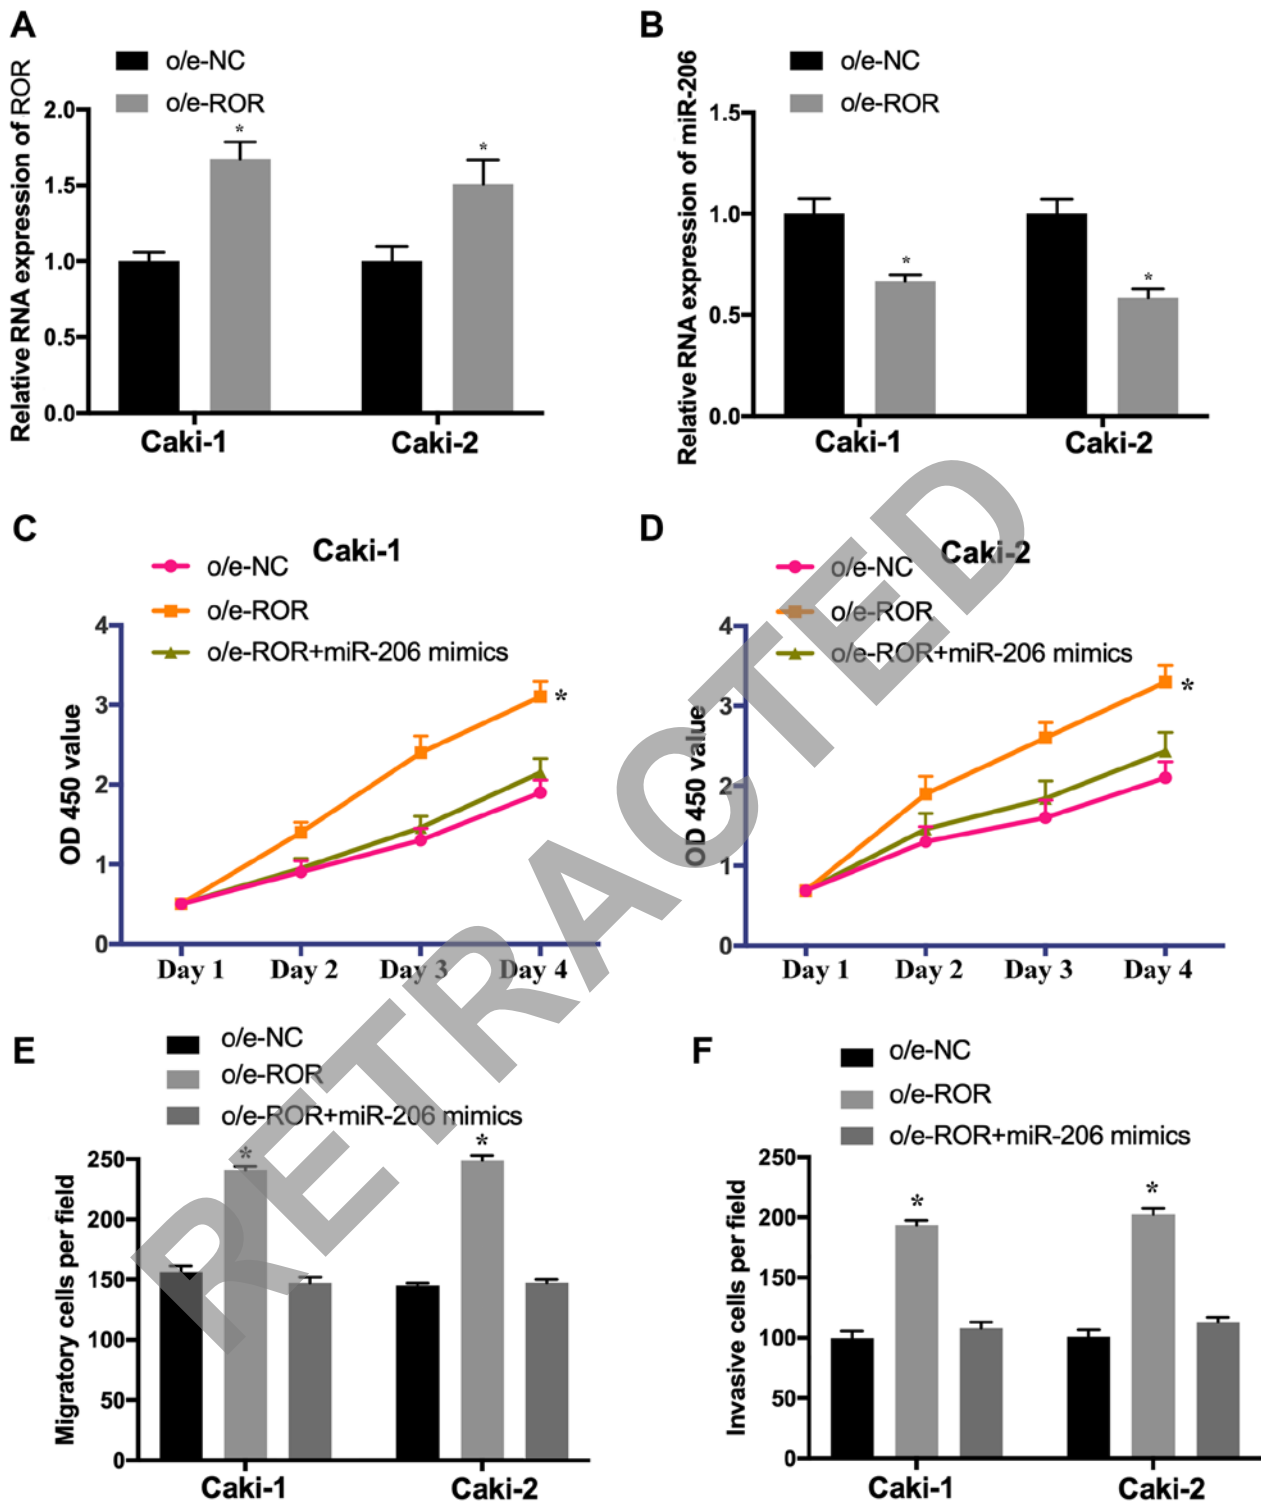 A
o/e-NC
o/e-ROR
Relative RNA expression of ROR
2.0
1.5
1.0
0.5
0.0
*
*
Caki-1
Caki-2
B
o/e-NC
o/e-ROR
Relative RNA expression of miR-206
1.5
1.0
0.5
0.0
*
*
Caki-1
Caki-2
C
Caki-1
o/e-NC
o/e-ROR
o/e-ROR+miR-206 mimics
OD 450 value
4
3
2
1
0
*
Day 1
Day 2
Day 3
Day 4
D
Caki-2
o/e-NC
o/e-ROR
o/e-ROR+miR-206 mimics
OD 450 value
4
3
2
1
0
*
Day 1
Day 2
Day 3
Day 4
E
o/e-NC
o/e-ROR
o/e-ROR+miR-206 mimics
Migratory cells per field
250
200
150
100
50
0
*
*
Caki-1
Caki-2
F
o/e-NC
o/e-ROR
o/e-ROR+miR-206 mimics
Invasive cells per field
250
200
150
100
50
0
*
*
Caki-1
Caki-2
RETRACTED